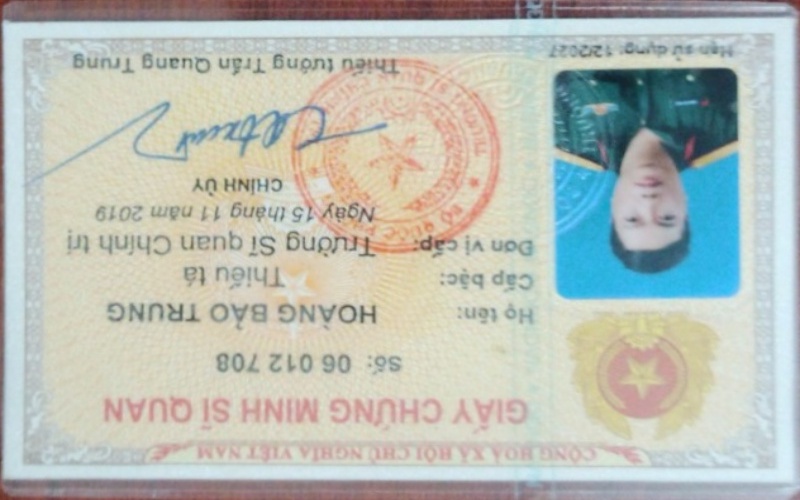 CỘNG HOÀ XÃ HỘI CHỦ NGHĨA VIỆT NAM
GIẤY CHỨNG MINH SĨ QUAN
Số: 06 012 708
Họ tên: HOÀNG BẢO TRUNG
Cấp bậc: Thiếu tá
Đơn vị cấp: Trường Sĩ quan Chính trị
Ngày 15 tháng 11 năm 2019
CHÍNH ỦY
Thiếu tướng Trần Quang Trung
Hạn sử dụng: 12/2027